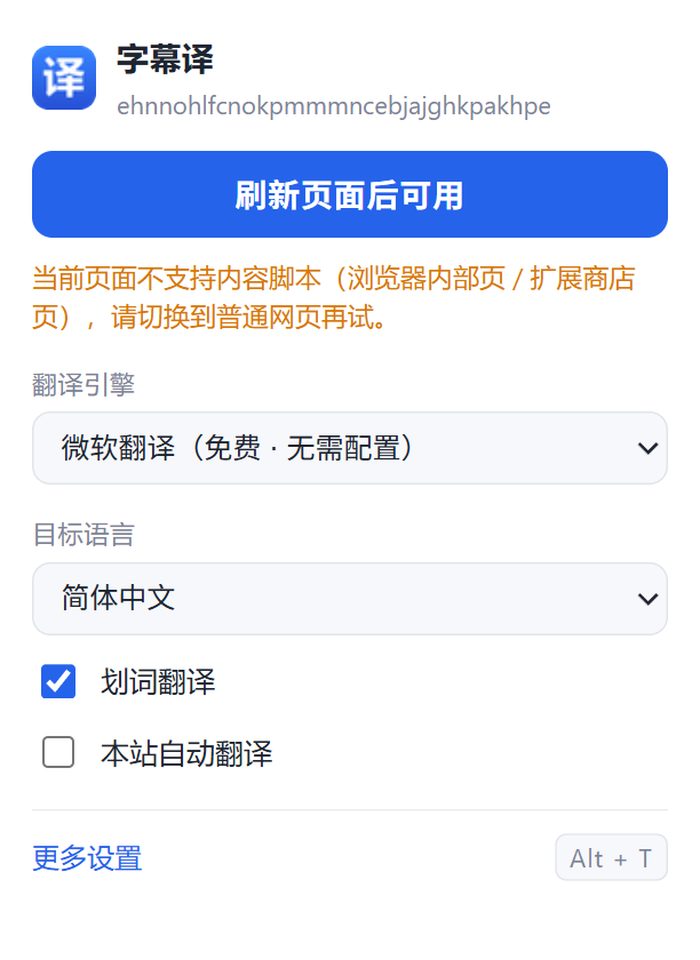 译
字幕译
ehnnohlfcnokpmmmncebjajghkpakhpe
刷新页面后可用
当前页面不支持内容脚本（浏览器内部页 / 扩展商店
页），请切换到普通网页再试。
翻译引擎
微软翻译（免费 · 无需配置）
目标语言
简体中文
划词翻译
本站自动翻译
更多设置
Alt + T